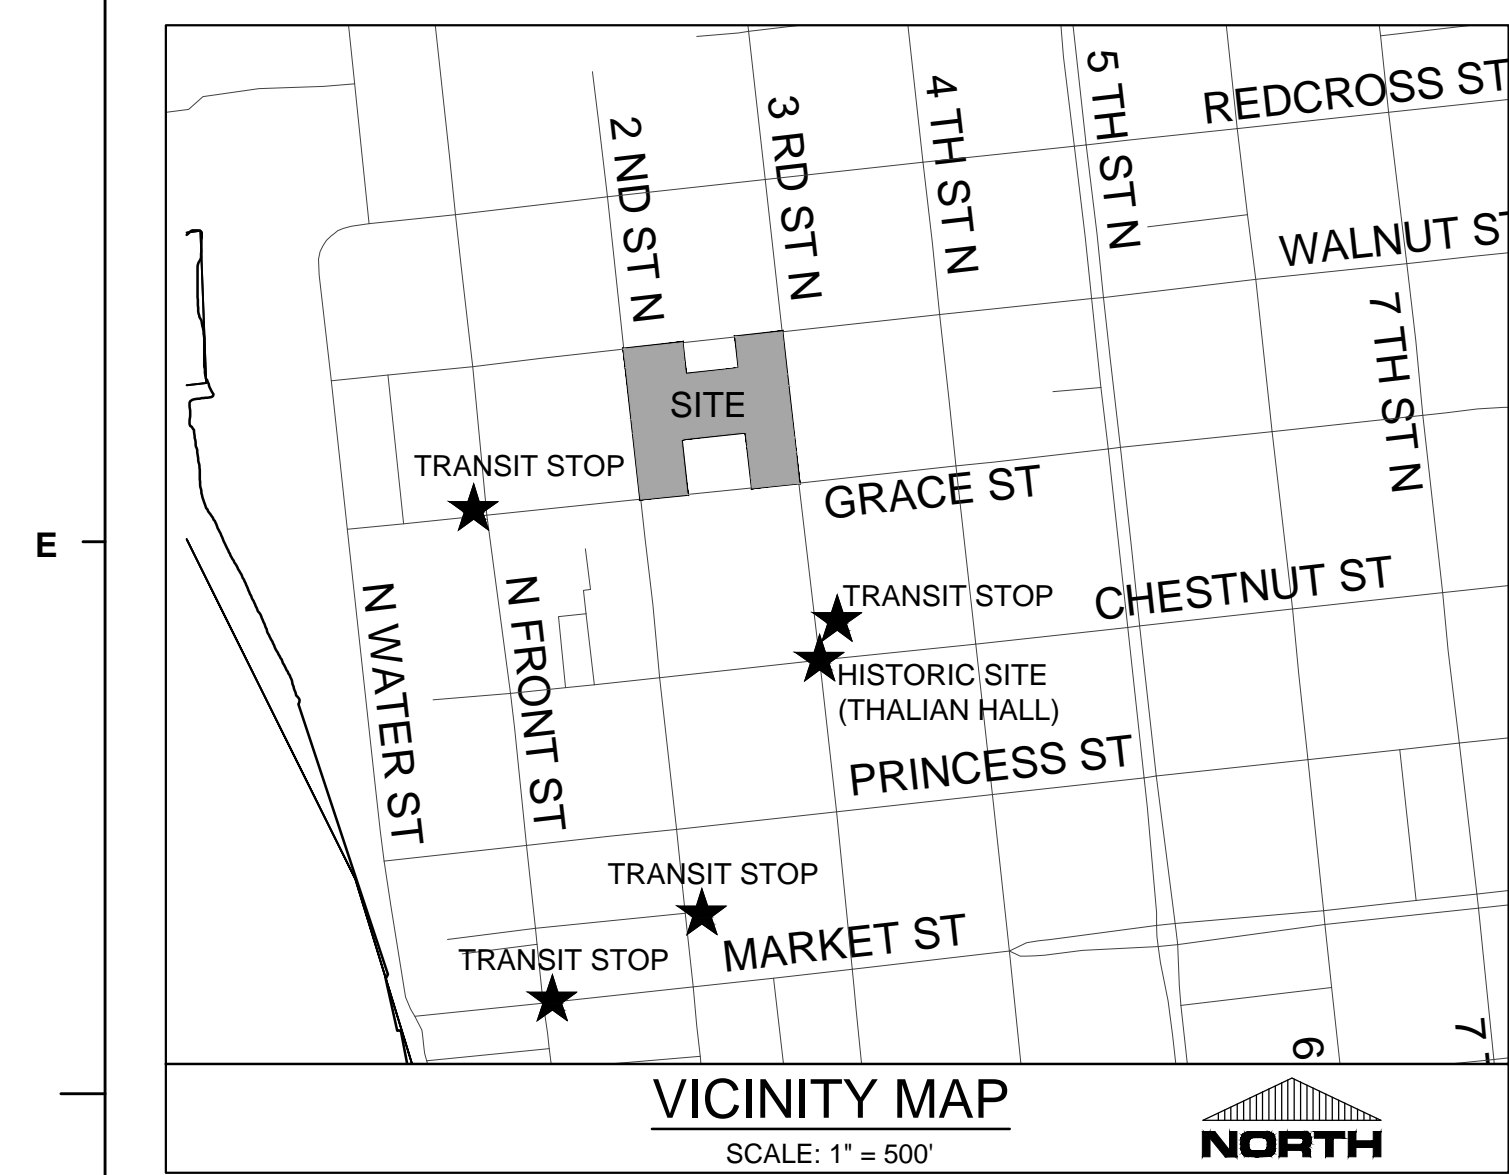 REDCROSS ST
2 ND ST N
3 RD ST N
4 TH ST N
5 TH ST N
WALNUT ST
7 TH ST N
SITE
TRANSIT STOP
GRACE ST
E
N WATER ST
N FRONT ST
TRANSIT STOP
CHESTNUT ST
HISTORIC SITE
(THALIAN HALL)
PRINCESS ST
TRANSIT STOP
MARKET ST
TRANSIT STOP
6
7
VICINITY MAP
SCALE: 1" = 500'
NORTH